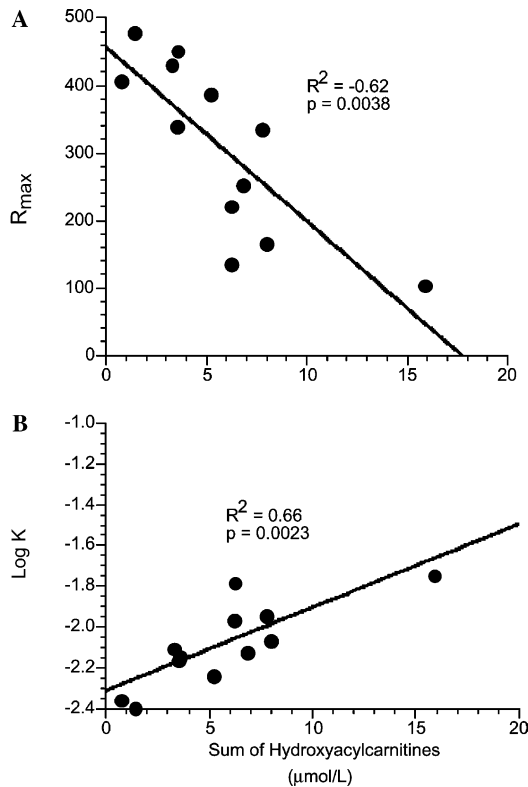 A
500
400
300
200
100
0
R_max
R² = -0.62
p = 0.0038
0 5 10 15 20
B
-1.0
-1.2
-1.4
-1.6
-1.8
-2.0
-2.2
-2.4
Log K
R² = 0.66
p = 0.0023
0 5 10 15 20
Sum of Hydroxyacylcarnitines
(μmol/L)